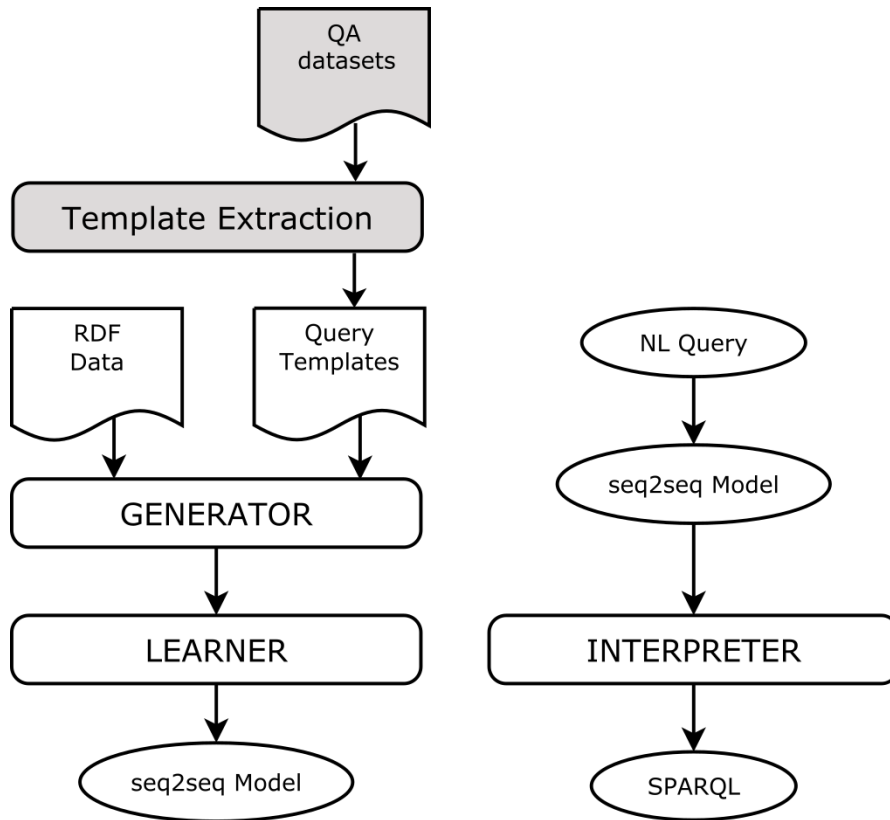 QA
datasets
Template Extraction
RDF
Data
Query
Templates
GENERATOR
LEARNER
seq2seq Model
NL Query
seq2seq Model
INTERPRETER
SPARQL